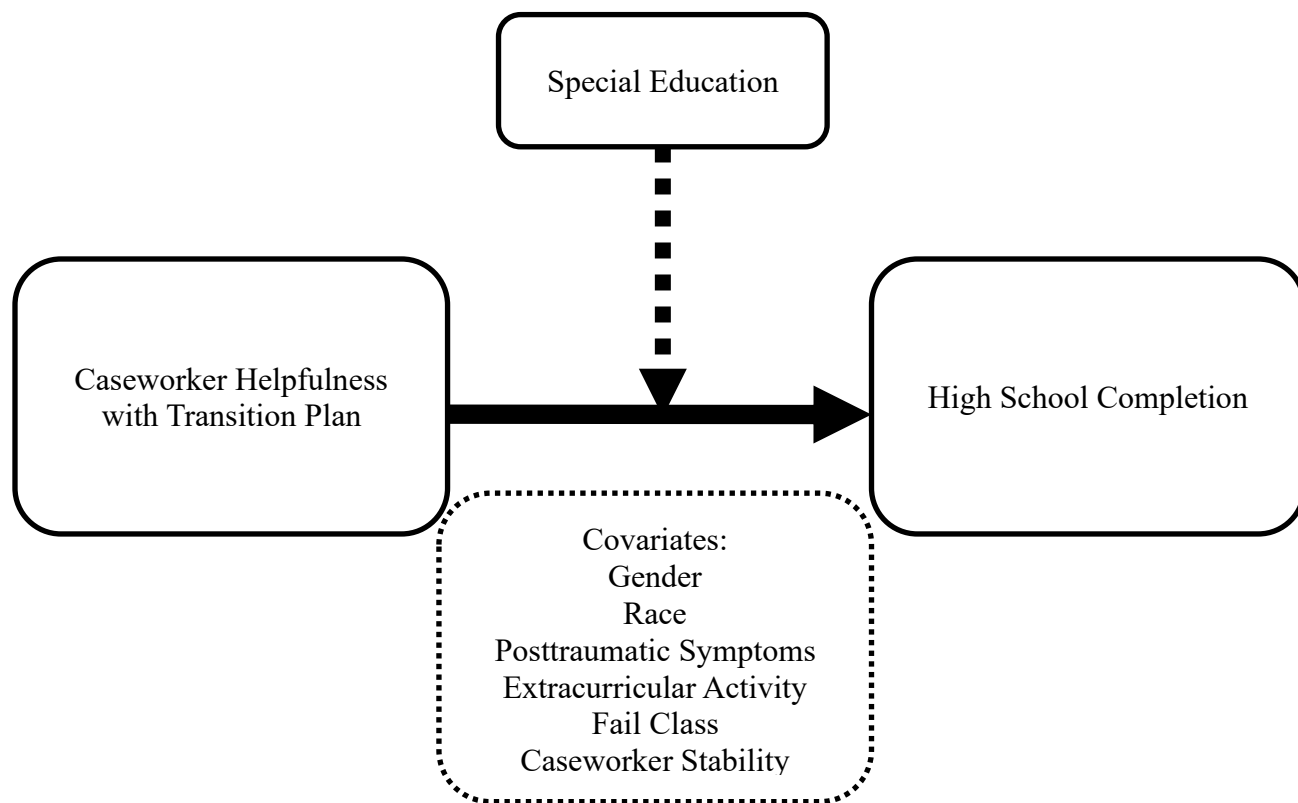 Special Education
Caseworker Helpfulness
with Transition Plan
High School Completion
Covariates:
Gender
Race
Posttraumatic Symptoms
Extracurricular Activity
Fail Class
Caseworker Stability